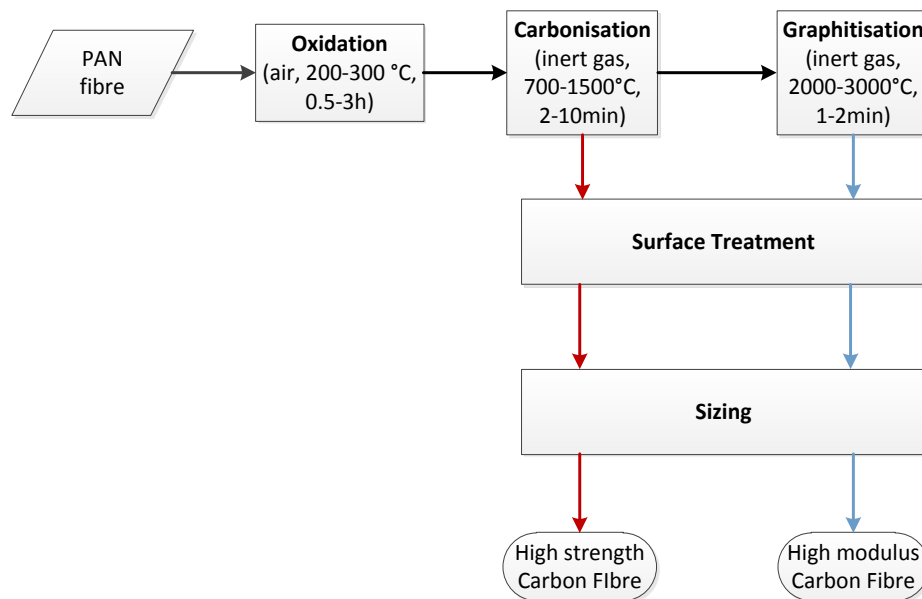 PAN
fibre
Oxidation
(air, 200-300 °C,
0.5-3h)
Carbonisation
(inert gas,
700-1500°C,
2-10min)
Graphitisation
(inert gas,
2000-3000°C,
1-2min)
Surface Treatment
Sizing
High strength
Carbon FIbre
High modulus
Carbon Fibre